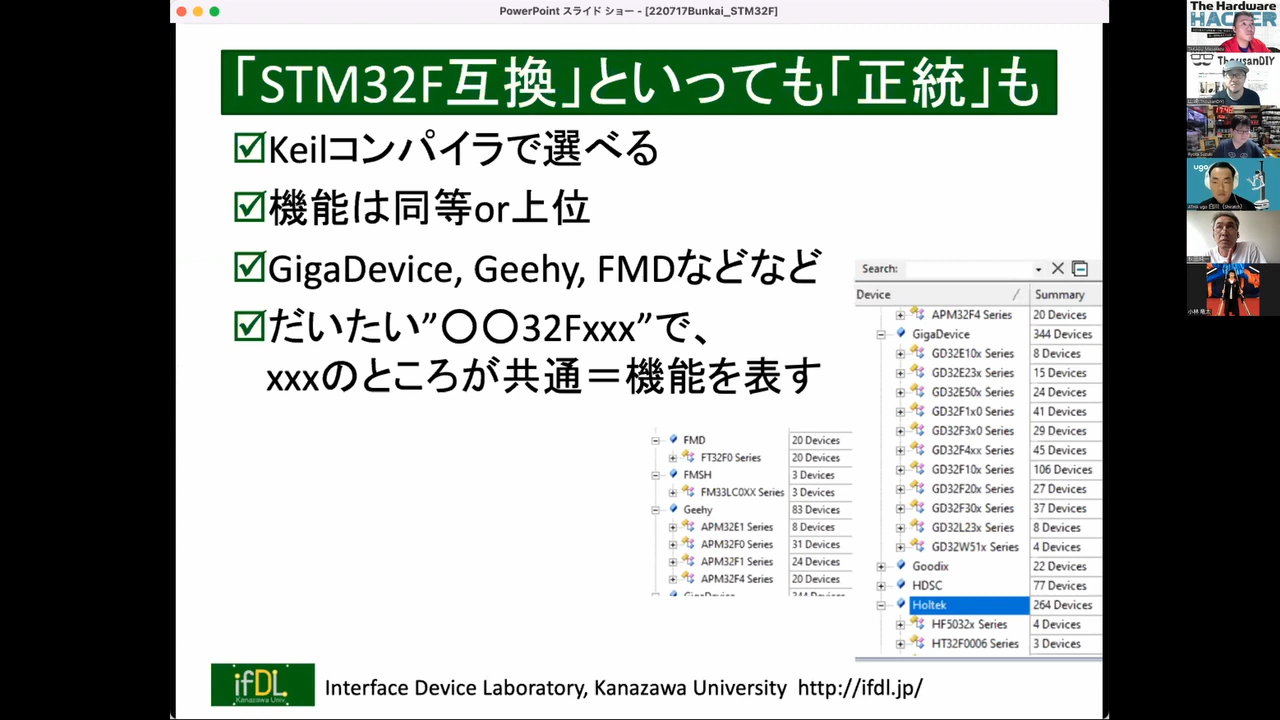 PowerPoint スライド ショー - [220717Bunkai_STM32F]
「STM32F互換」といっても「正統」も
Keilコンパイラで選べる
機能は同等or上位
GigaDevice, Geehy, FMDなどなど
だいたい”〇〇32Fxxx”で、
xxxのところが共通＝機能を表す
FMD 20 Devices
FT32F0 Series 20 Devices
FMSH 3 Devices
FM33LC0XX Series 3 Devices
Geehy 83 Devices
APM32E1 Series 8 Devices
APM32F0 Series 31 Devices
APM32F1 Series 24 Devices
APM32F4 Series 20 Devices
Search:
Device / Summary
APM32F4 Series 20 Devices
GigaDevice 344 Devices
GD32E10x Series 8 Devices
GD32E23x Series 15 Devices
GD32E50x Series 24 Devices
GD32F1x0 Series 41 Devices
GD32F3x0 Series 29 Devices
GD32F4xx Series 45 Devices
GD32F10x Series 106 Devices
GD32F20x Series 27 Devices
GD32F30x Series 37 Devices
GD32L23x Series 8 Devices
GD32W51x Series 4 Devices
Goodix 22 Devices
HDSC 77 Devices
Holtek 264 Devices
HF5032x Series 4 Devices
HT32F0006 Series 3 Devices
ifDL
Kanazawa Univ.
Interface Device Laboratory, Kanazawa University http://ifdl.jp/
The Hardware
HACKER
ThousanDIY
ugo